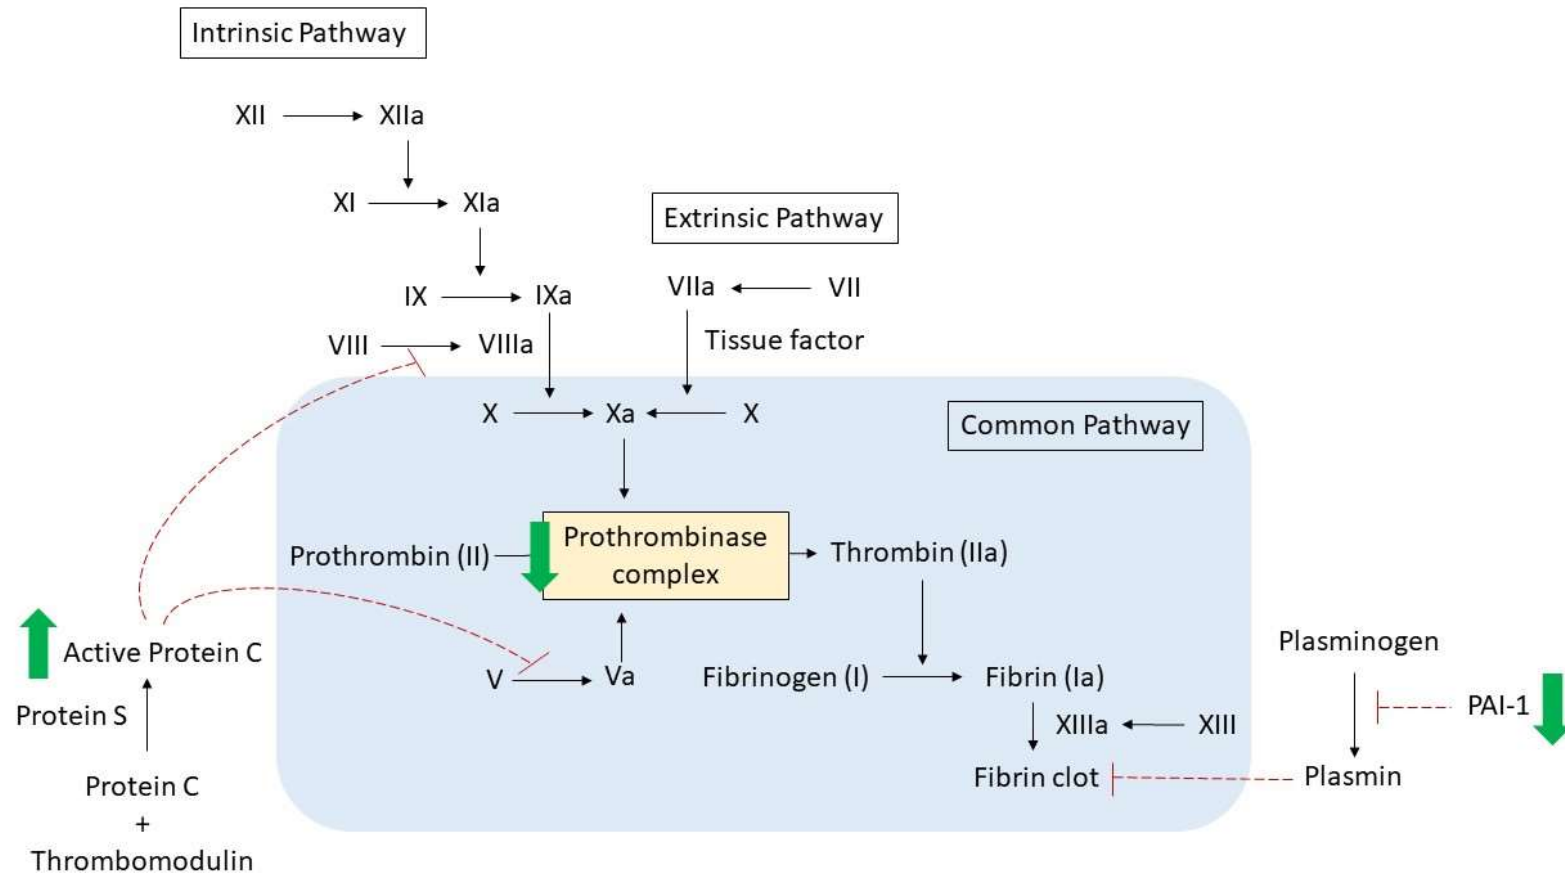 Intrinsic Pathway
XII XIIa
XI XIa
Extrinsic Pathway
IX IXa
VIIa VII
VIII VIIIa
Tissue factor
X Xa X
Common Pathway
Prothrombin (II)
Prothrombinase
complex
Thrombin (IIa)
Active Protein C
Protein S
Protein C
+
Thrombomodulin
V Va
Fibrinogen (I) Fibrin (Ia)
XIIIa XIII
Fibrin clot
Plasminogen
PAI-1
Plasmin